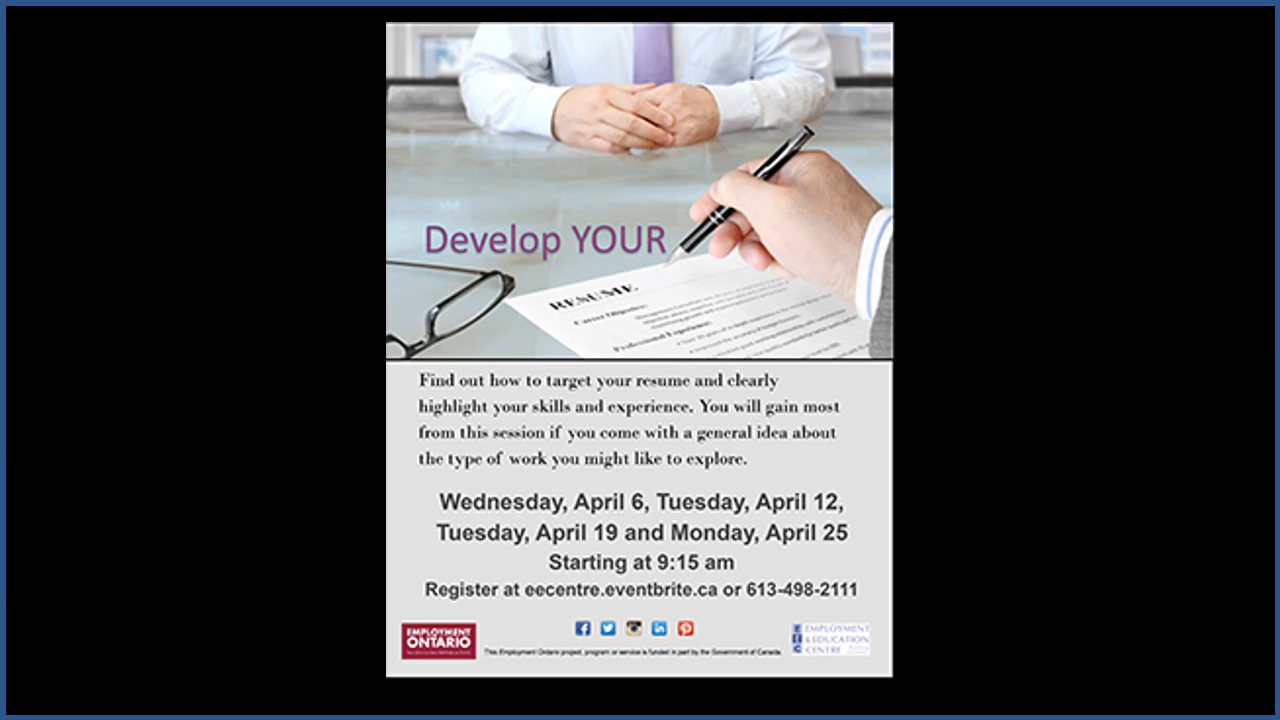 Develop YOUR
RESUME
Career Objective:
Professional Experience:
Find out how to target your resume and clearly
highlight your skills and experience. You will gain most
from this session if you come with a general idea about
the type of work you might like to explore.
Wednesday, April 6, Tuesday, April 12,
Tuesday, April 19 and Monday, April 25
Starting at 9:15 am
Register at eecentre.eventbrite.ca or 613-498-2111
EMPLOYMENT
ONTARIO
This Employment Ontario project, program or service is funded in part by the Government of Canada.
EMPLOYMENT
& EDUCATION
CENTRE